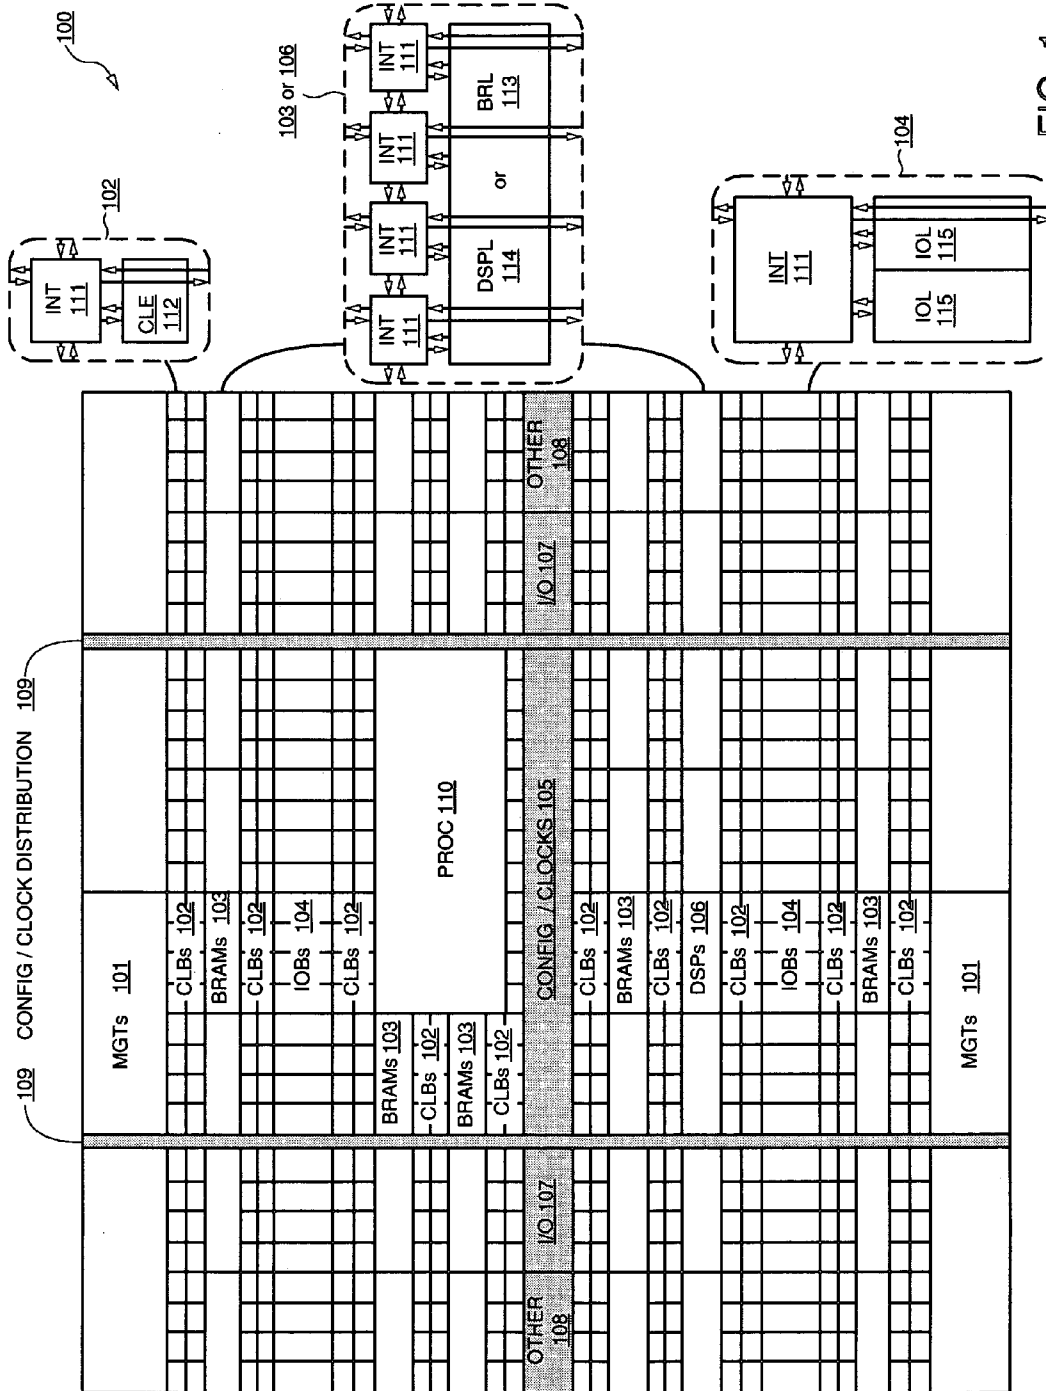 109 CONFIG / CLOCK DISTRIBUTION 109
100
MGTs 101
CLBs 102
BRAMs 103
CLBs 102
IOBs 104
CLBs 102
BRAMs 103
CLBs 102
BRAMs 103
CLBs 102
PROC 110
OTHER 108
I/O 107
CONFIG / CLOCKS 105
I/O 107
OTHER 108
CLBs 102
BRAMs 103
CLBs 102
DSPs 106
CLBs 102
IOBs 104
CLBs 102
BRAMs 103
CLBs 102
MGTs 101
102
INT 111
CLE 112
103 or 106
INT 111
INT 111
INT 111
INT 111
DSPL 114
or
BRL 113
104
INT 111
IOL 115
IOL 115
FIG. 1